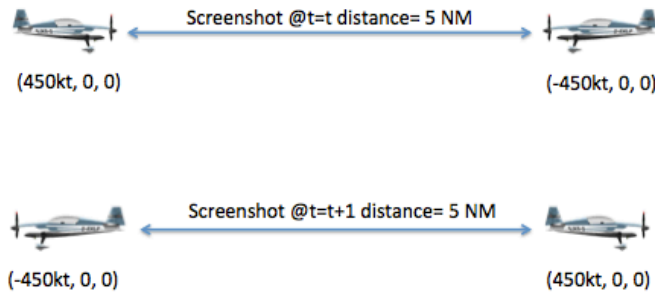 Screenshot @t=t distance= 5 NM
(450kt, 0, 0)
(-450kt, 0, 0)
Screenshot @t=t+1 distance= 5 NM
(-450kt, 0, 0)
(450kt, 0, 0)